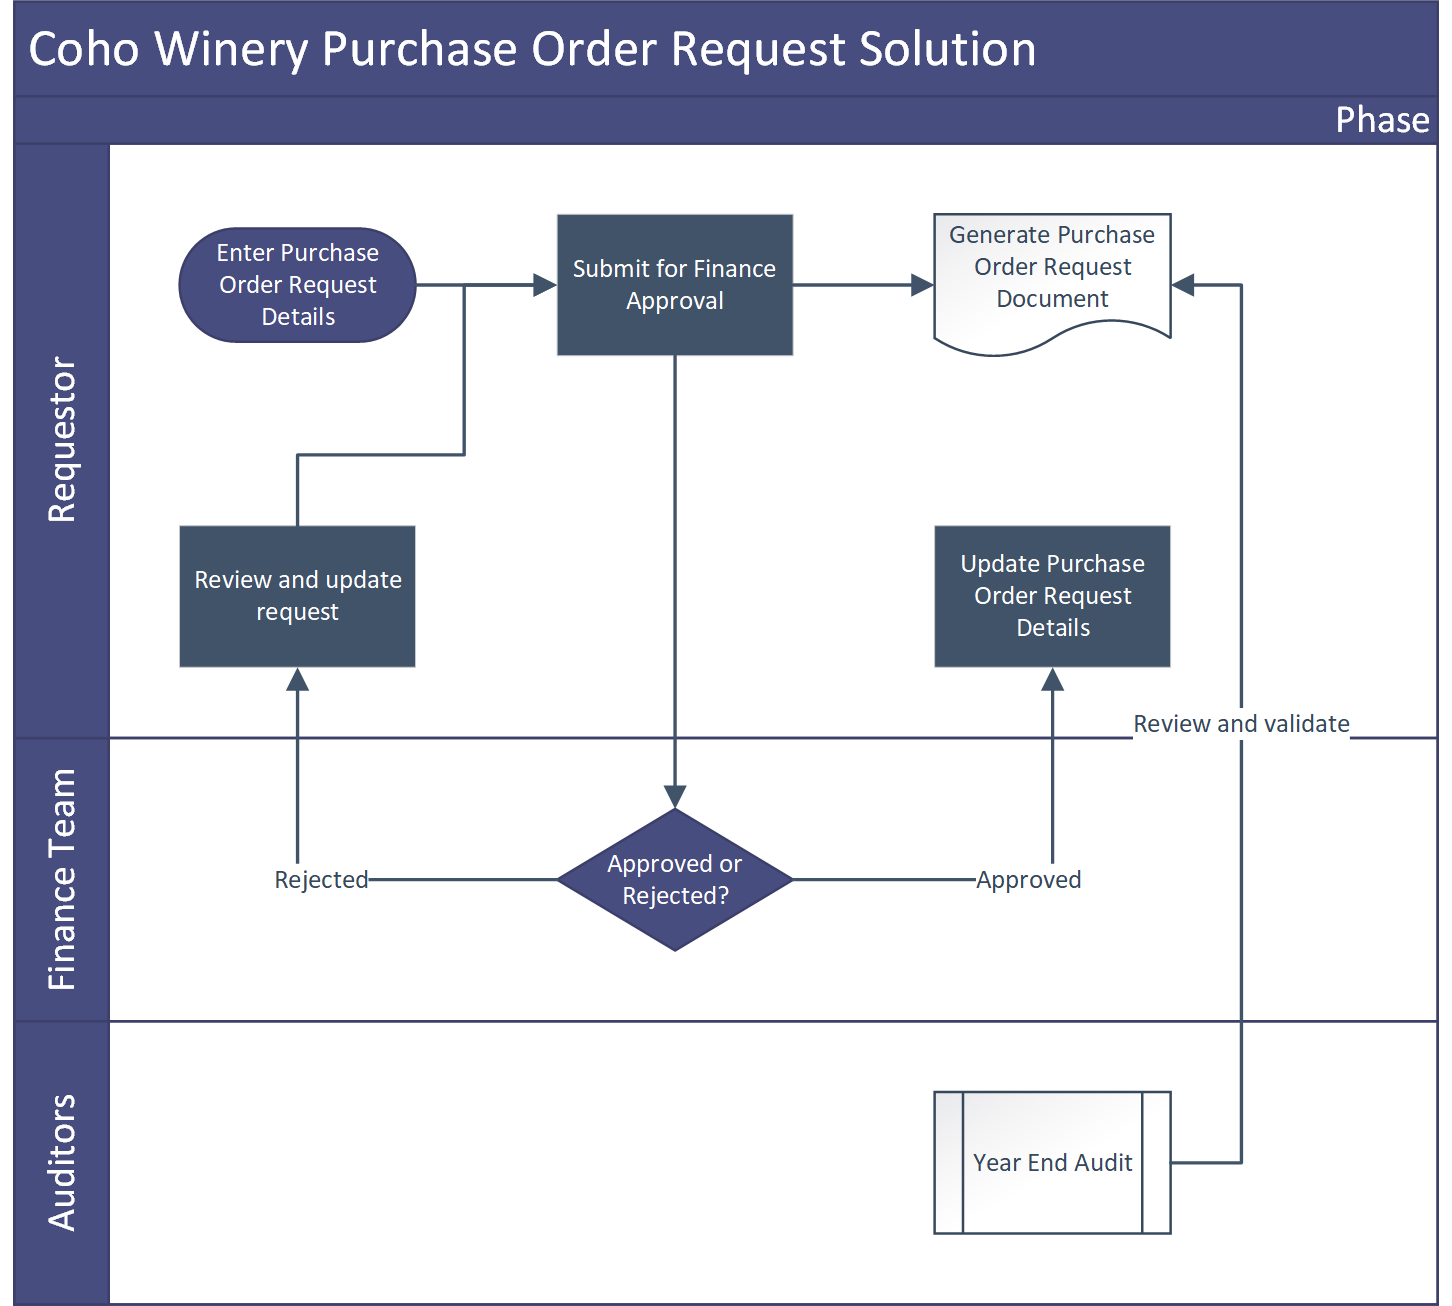 Coho Winery Purchase Order Request Solution
Phase
Requestor
Enter Purchase
Order Request
Details
Submit for Finance
Approval
Generate Purchase
Order Request
Document
Review and update
request
Update Purchase
Order Request
Details
Review and validate
Finance Team
Rejected
Approved or
Rejected?
Approved
Auditors
Year End Audit